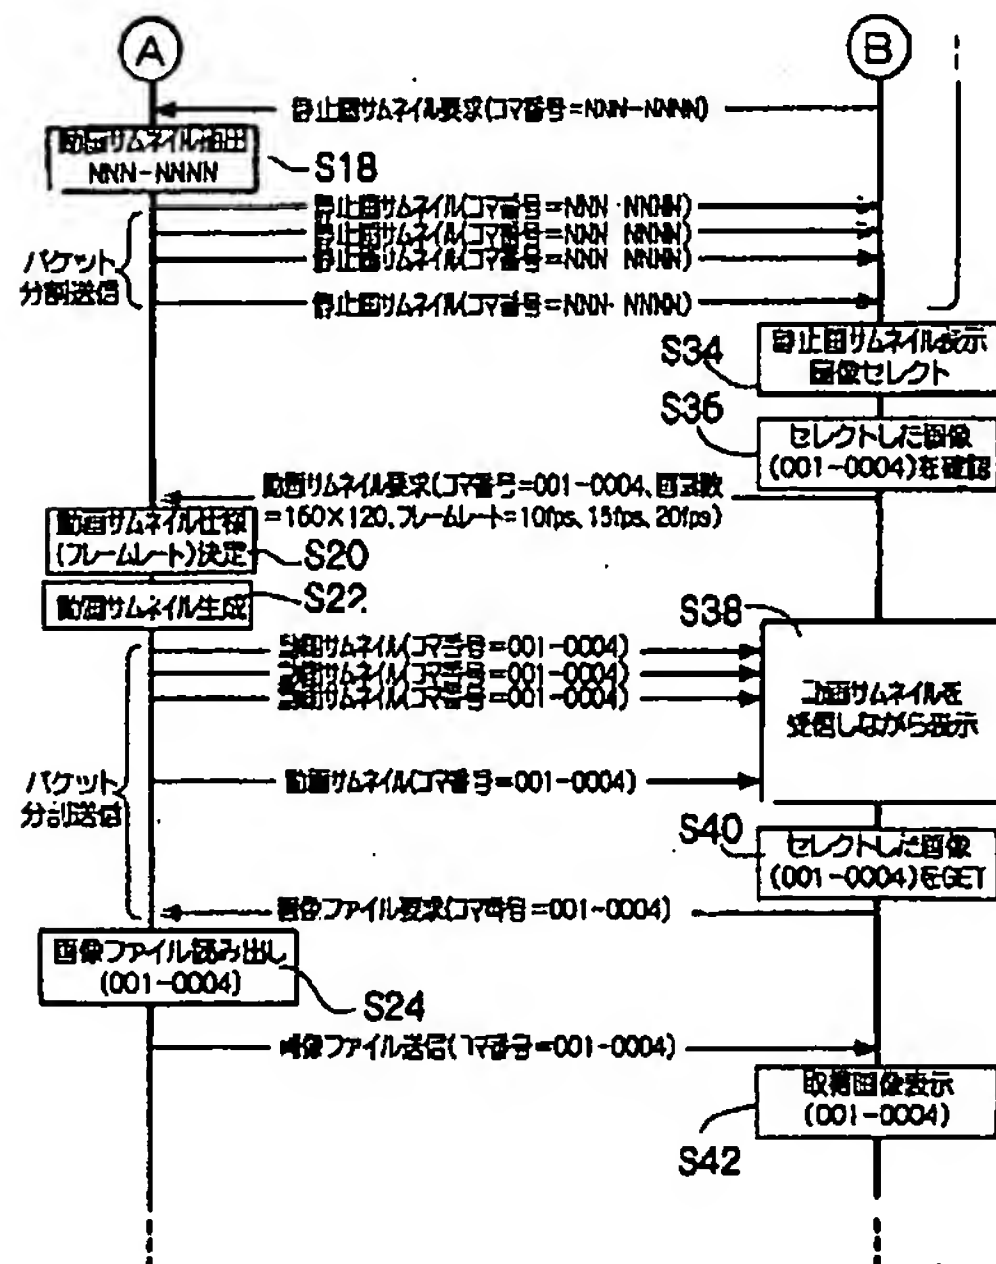 A
B
静止画サムネイル要求(コマ番号=NNN-NNNN)
動画サムネイル抽出
NNN-NNNN
S18
静止画サムネイル(コマ番号=NNN-NNNN)
静止画サムネイル(コマ番号=NNN NNNN)
静止画サムネイル(コマ番号=NNN NNNN)
パケット
分割送信
静止画サムネイル(コマ番号=NNN-NNNN)
S34
静止画サムネイル表示
画像セレクト
S36
セレクトした画像
(001-0004)を確認
動画サムネイル要求(コマ番号=001-0004、画素数
=160×120、フレームレート=10fps、15fps、20fps)
動画サムネイル仕様
(フレームレート)決定
S20
動画サムネイル生成
S22
S38
動画サムネイル(コマ番号=001-0004)
動画サムネイル(コマ番号=001-0004)
動画サムネイル(コマ番号=001-0004)
動画サムネイルを
受信しながら表示
パケット
分割送信
動画サムネイル(コマ番号=001-0004)
S40
セレクトした画像
(001-0004)をGET
画像ファイル要求(コマ番号=001-0004)
画像ファイル読み出し
(001-0004)
S24
画像ファイル送信(コマ番号=001-0004)
取得画像表示
(001-0004)
S42